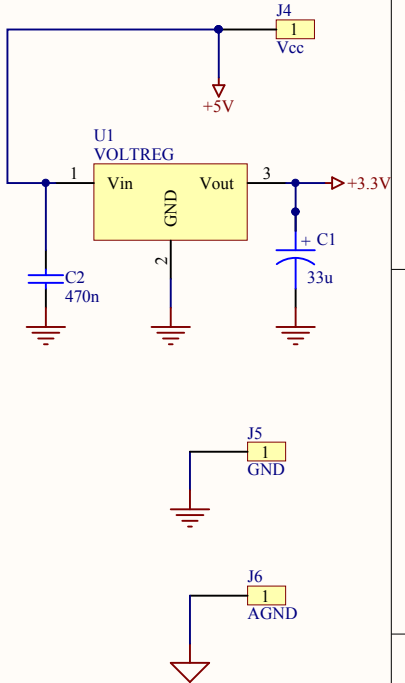 J4
1
Vcc
+5V
U1
VOLTREG
1
Vin
GND
Vout
3
+3.3V
2
+ C1
33u
C2
470n
J5
1
GND
J6
1
AGND